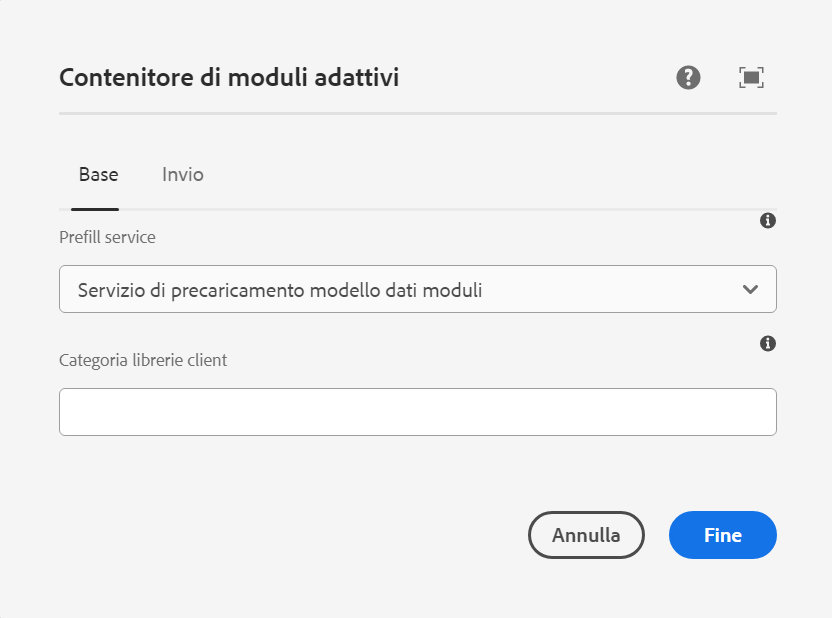 Contenitore di moduli adattivi
Base
Invio
Prefill service
Servizio di precaricamento modello dati moduli
Categoria librerie client
Annulla
Fine